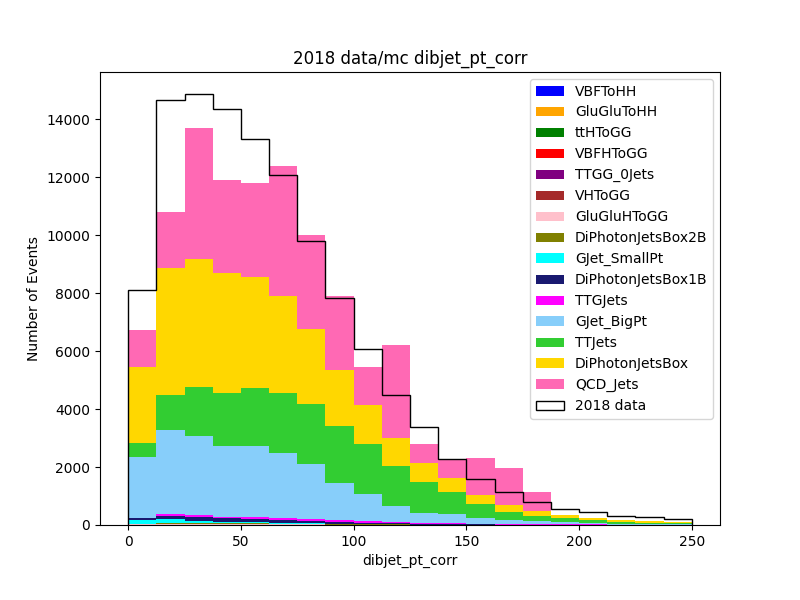 2018 data/mc dibjet_pt_corr
Number of Events
14000
12000
10000
8000
6000
4000
2000
0
0
50
100
150
200
250
dibjet_pt_corr
VBFToHH
GluGluToHH
ttHToGG
VBFHToGG
TTGG_0Jets
VHToGG
GluGluHToGG
DiPhotonJetsBox2B
GJet_SmallPt
DiPhotonJetsBox1B
TTGJets
GJet_BigPt
TTJets
DiPhotonJetsBox
QCD_Jets
2018 data